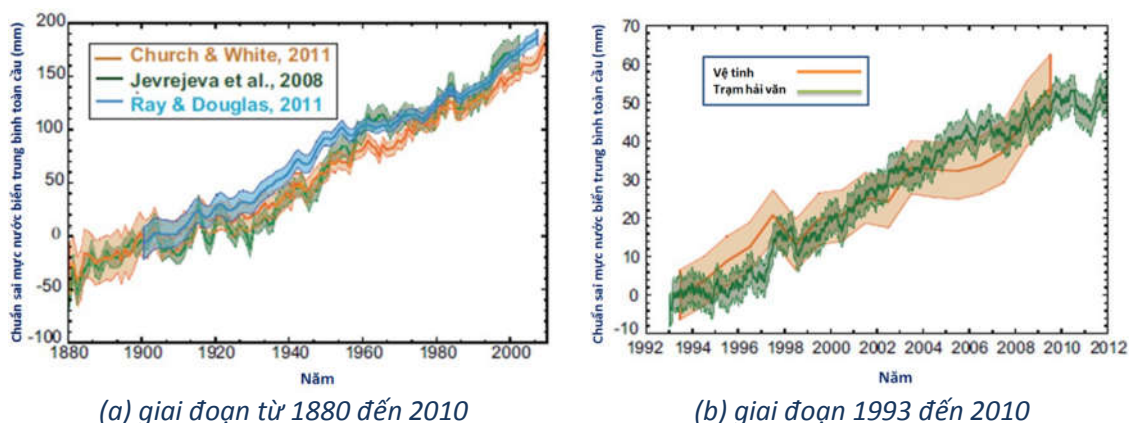 Chuẩn sai mực nước biển trung bình toàn cầu (mm)
200
150
100
50
0
-50
-100
Church & White, 2011
Jevrejeva et al., 2008
Ray & Douglas, 2011
1880 1900 1920 1940 1960 1980 2000
Năm
(a) giai đoạn từ 1880 đến 2010
Chuẩn sai mực nước biển trung bình toàn cầu (mm)
70
60
50
40
30
20
10
0
-10
Vệ tinh
Trạm hải văn
1992 1994 1996 1998 2000 2002 2004 2006 2008 2010 2012
Năm
(b) giai đoạn 1993 đến 2010